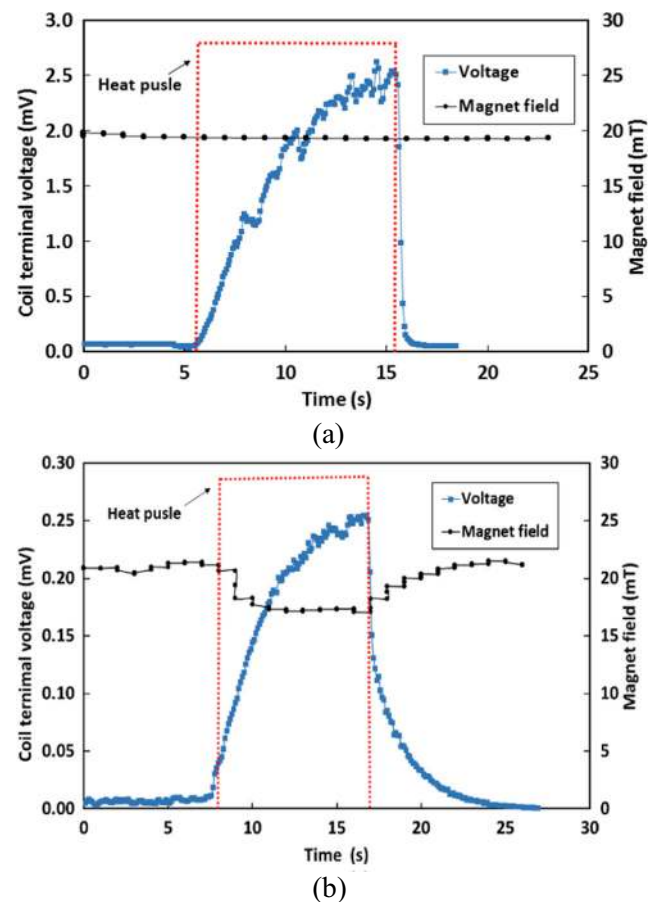 3.0
2.5
2.0
1.5
1.0
0.5
0.0
Coil terminal voltage (mV)
Heat pusle
Voltage
Magnet field
30
25
20
15
10
5
0
Magnet field (mT)
0 5 10 15 20 25
Time (s)
(a)
0.30
0.25
0.20
0.15
0.10
0.05
0.00
Coil ternimal voltage (mV)
Heat pusle
Voltage
Magnet field
30
25
20
15
10
5
0
Magnet field (mT)
0 5 10 15 20 25 30
Time (s)
(b)